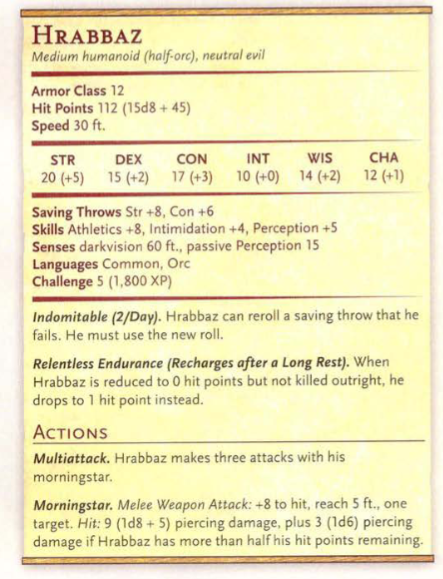 HRABBAZ
Medium humanoid (half-orc), neutral evil
Armor Class 12
Hit Points 112 (15d8 + 45)
Speed 30 ft.
STR DEX CON INT WIS CHA
20 (+5) 15 (+2) 17 (+3) 10 (+0) 14 (+2) 12 (+1)
Saving Throws Str +8, Con +6
Skills Athletics +8, Intimidation +4, Perception +5
Senses darkvision 60 ft., passive Perception 15
Languages Common, Orc
Challenge 5 (1,800 XP)
Indomitable (2/Day). Hrabbaz can reroll a saving throw that he
fails. He must use the new roll.
Relentless Endurance (Recharges after a Long Rest). When
Hrabbaz is reduced to 0 hit points but not killed outright, he
drops to 1 hit point instead.
ACTIONS
Multiattack. Hrabbaz makes three attacks with his
morningstar.
Morningstar. Melee Weapon Attack: +8 to hit, reach 5 ft., one
target. Hit: 9 (1d8 + 5) piercing damage, plus 3 (1d6) piercing
damage if Hrabbaz has more than half his hit points remaining.